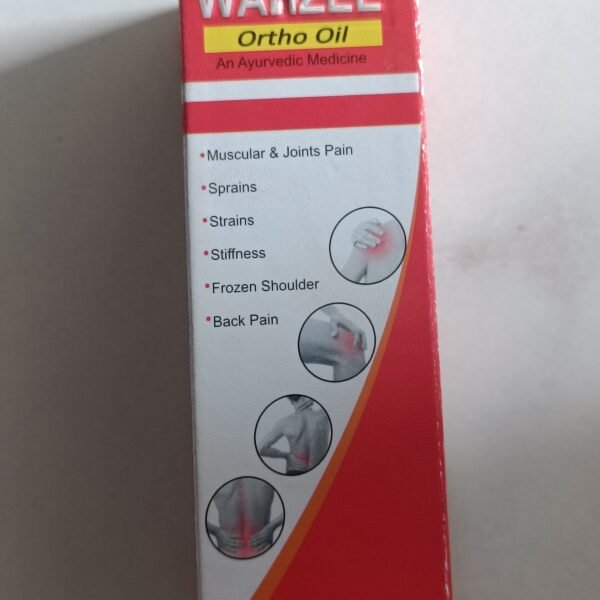 Ortho Oil
An Ayurvedic Medicine
•Muscular & Joints Pain
•Sprains
•Strains
•Stiffness
•Frozen Shoulder
•Back Pain